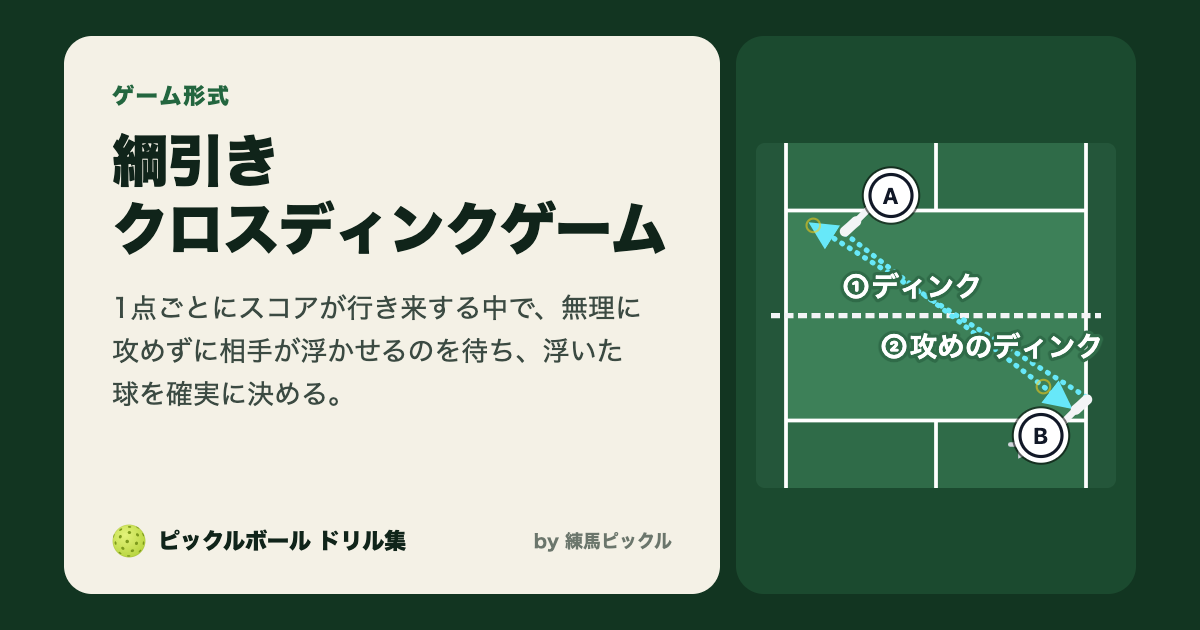 ゲーム形式
綱引き
クロスディンクゲーム
1点ごとにスコアが行き来する中で、無理に
攻めずに相手が浮かせるのを待ち、浮いた
球を確実に決める。
ピックルボール ドリル集
by 練馬ピックル
A
①ディンク
②攻めのディンク
B